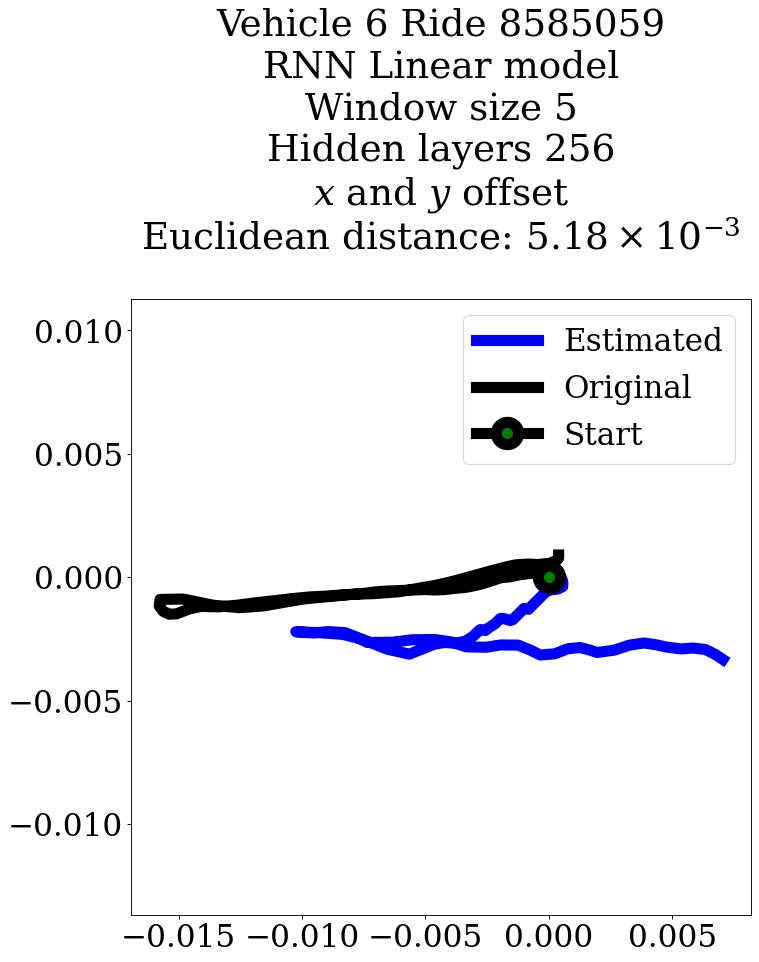 Vehicle 6 Ride 8585059
RNN Linear model
Window size 5
Hidden layers 256
x and y offset
Euclidean distance: 5.18 × 10⁻³
Estimated
Original
Start
0.010
0.005
0.000
−0.005
−0.010
−0.015 −0.010 −0.005 0.000 0.005